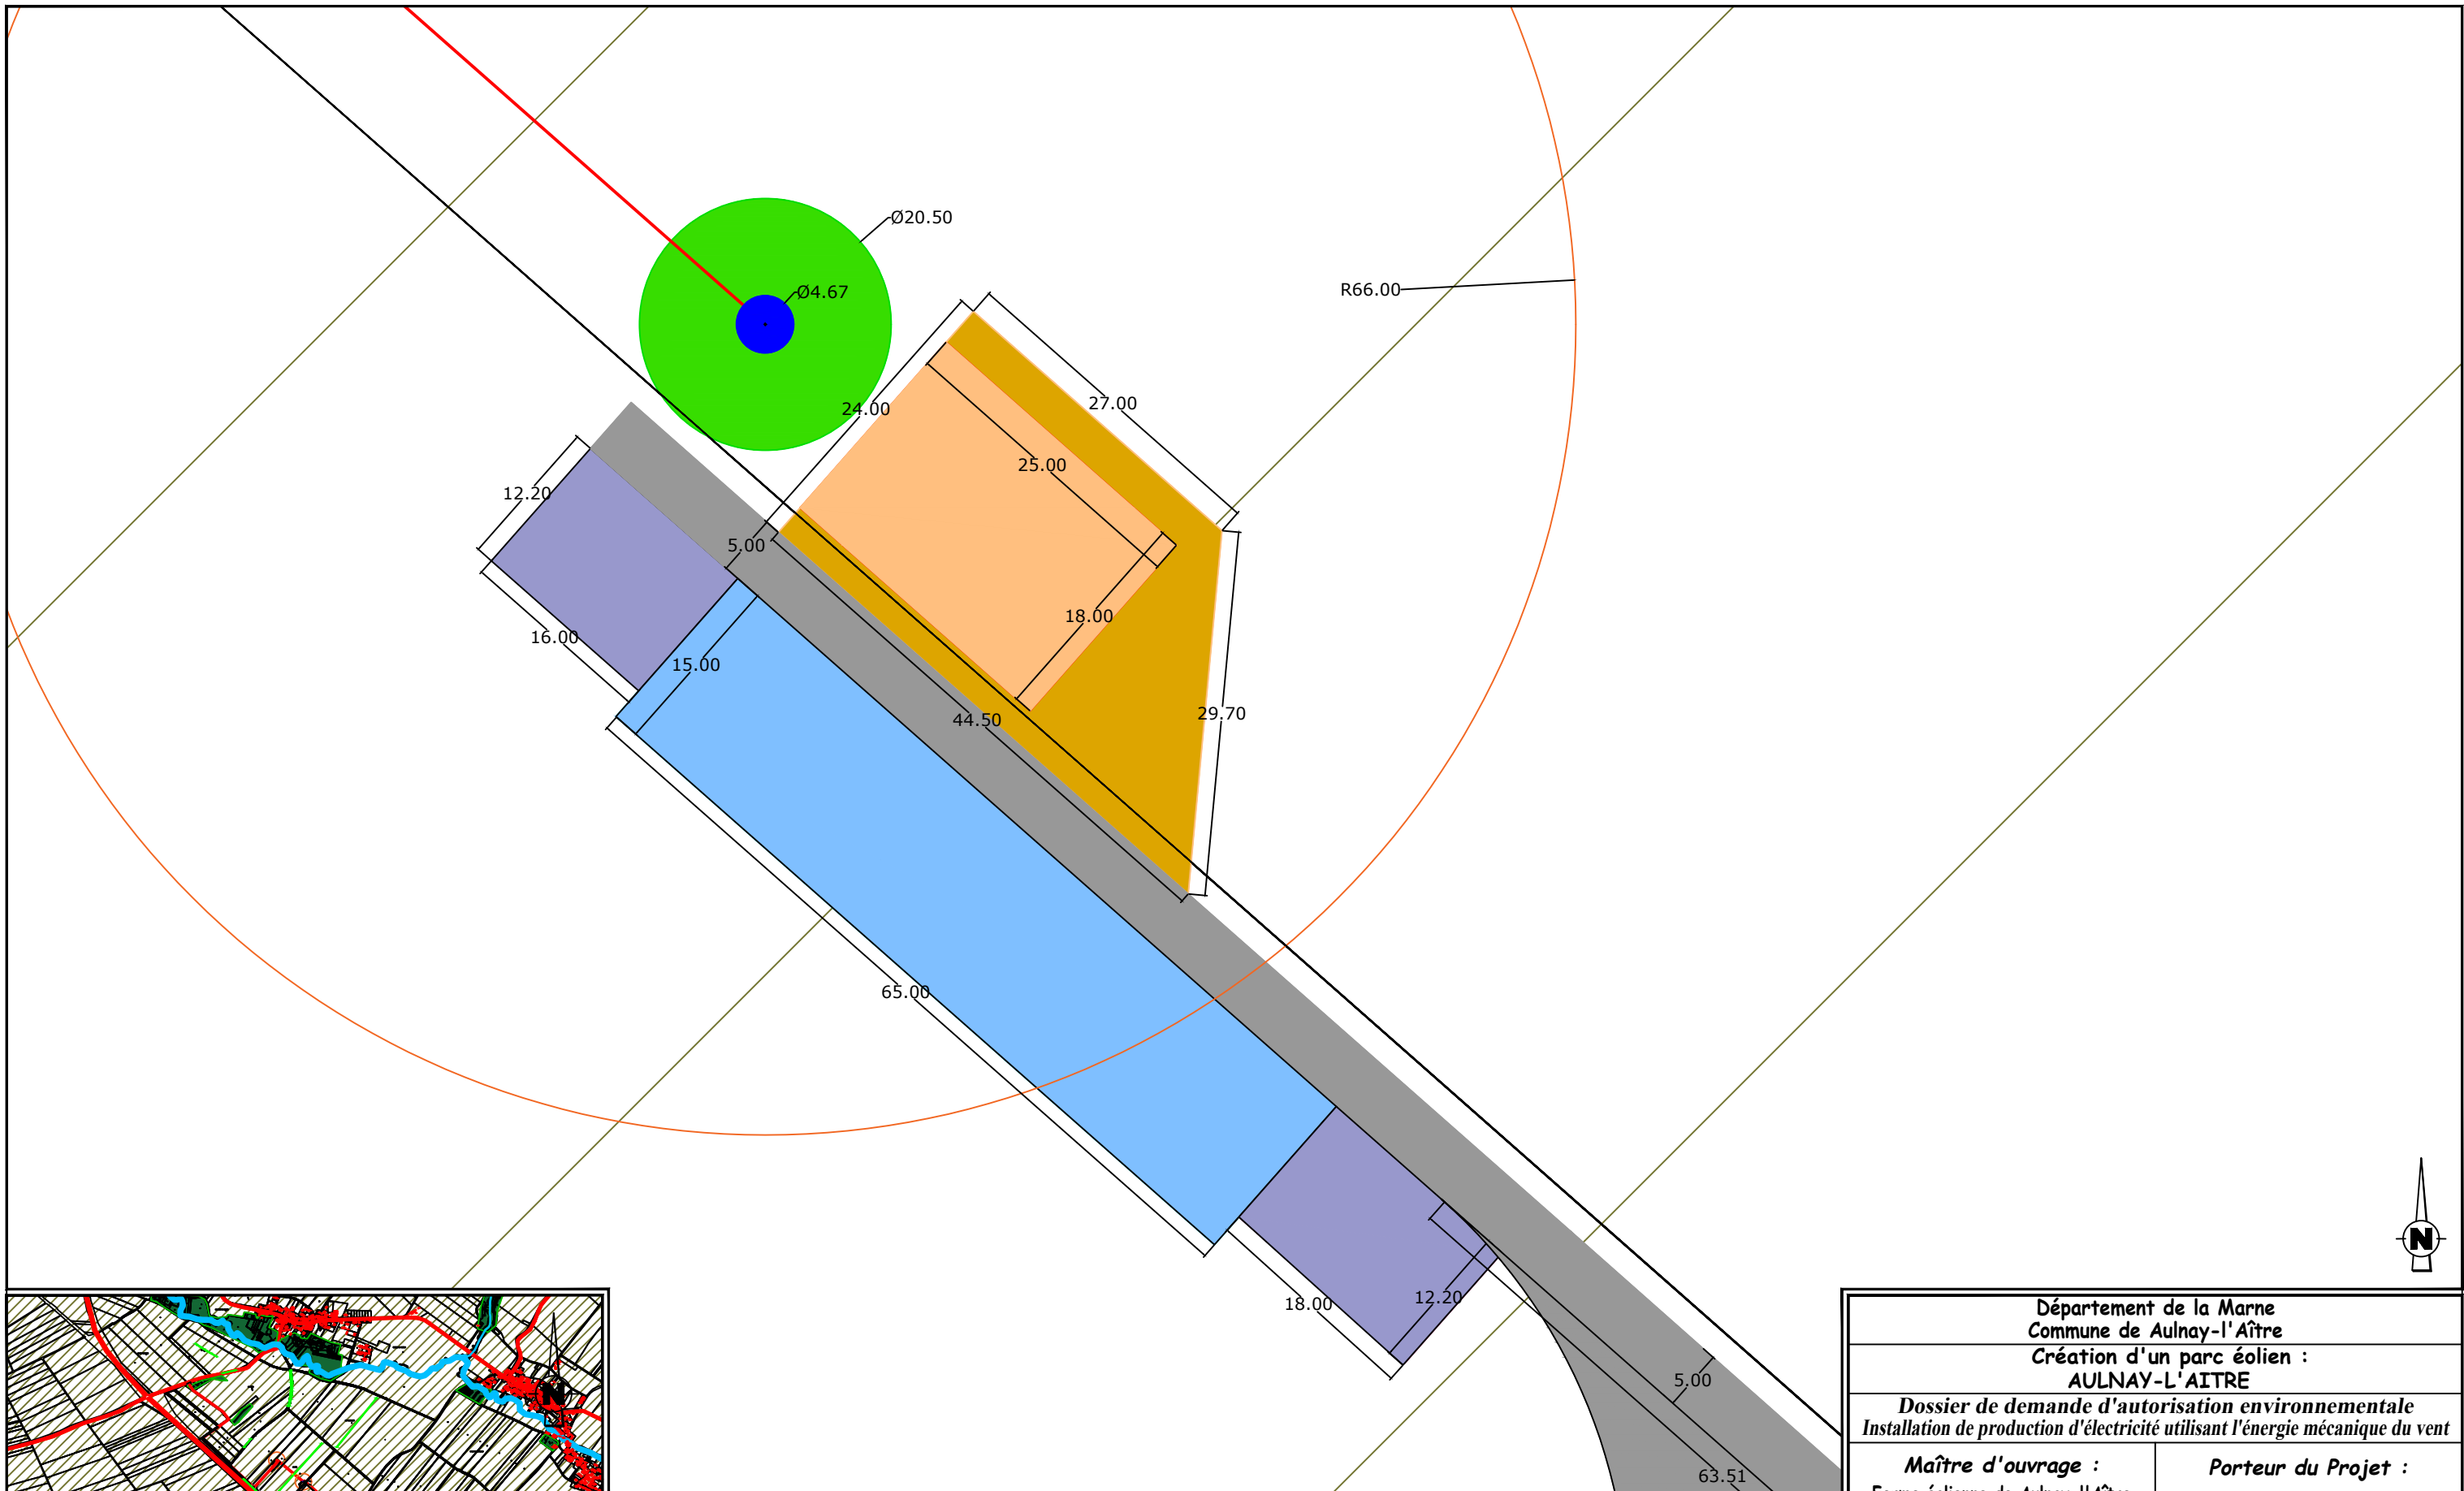 Ø20.50
Ø4.67
R66.00
24.00
27.00
25.00
12.20
5.00
18.00
16.00
15.00
44.50
29.70
65.00
18.00
12.20
5.00
63.51
N
N
Département de la Marne
Commune de Aulnay-l'Aître
Création d'un parc éolien :
AULNAY-L'AITRE
Dossier de demande d'autorisation environnementale
Installation de production d'électricité utilisant l'énergie mécanique du vent
Maître d'ouvrage :
Porteur du Projet :